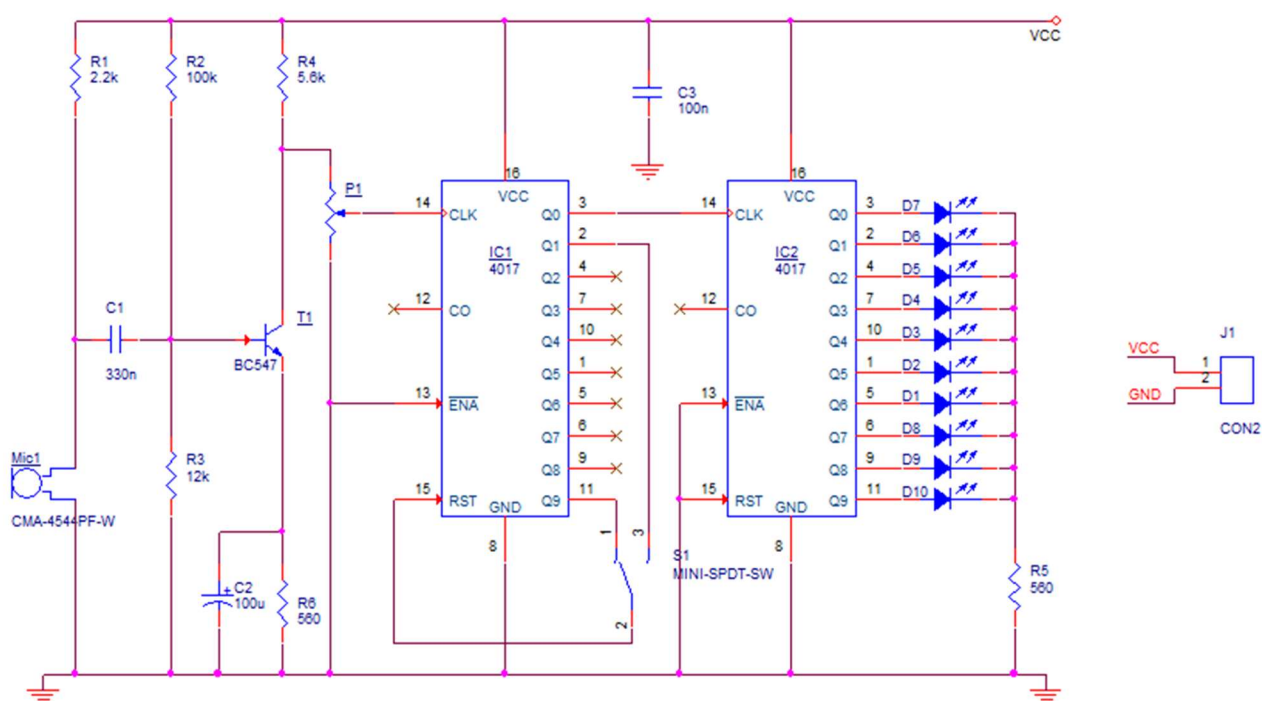 VCC
R1
2.2k
R2
100k
R4
5.6k
C3
100n
P1
C1
330n
T1
BC547
Mic1
CMA-4544PF-W
R3
12k
C2
+
100u
R6
560
16
VCC
14
CLK
IC1
4017
12
CO
13
ENA
15
RST
GND
8
Q0
3
Q1
2
Q2
4
Q3
7
Q4
10
Q5
1
Q6
5
Q7
6
Q8
9
Q9
11
1
3
2
S1
MINI-SPDT-SW
16
VCC
14
CLK
IC2
4017
12
CO
13
ENA
15
RST
GND
8
Q0
3
D7
Q1
2
D6
Q2
4
D5
Q3
7
D4
Q4
10
D3
Q5
1
D2
Q6
5
D1
Q7
6
D8
Q8
9
D9
Q9
11
D10
R5
560
J1
VCC
1
GND
2
CON2